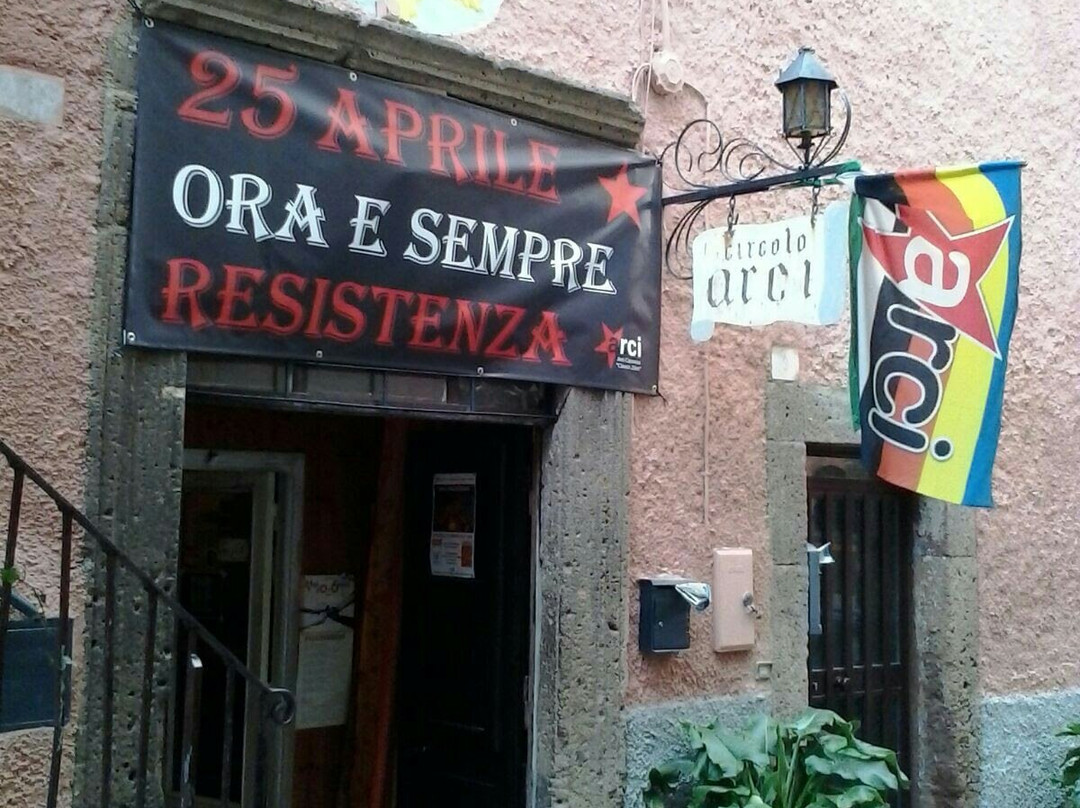 25 APRILE
ORA E SEMPRE
RESISTENZA
arci
circolo
arci
arci